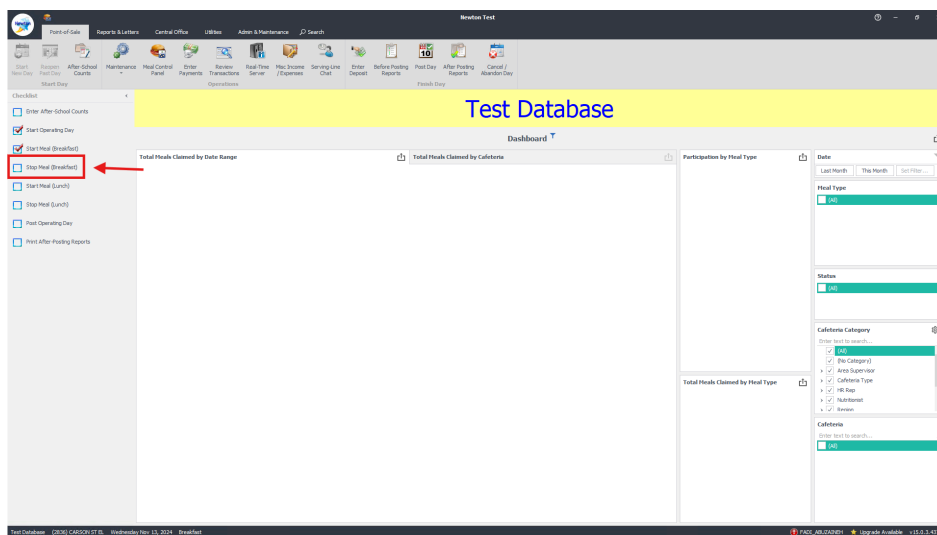 Newton Test
Newton
Point-of-Sale Reports & Letters Central Office Utilities Admin & Maintenance Search
Start New Day
Reopen Past Day
After-School Counts
Maintenance
Meal Control Panel
Enter Payments
Review Transactions
Real-Time Server
Misc Income / Expenses
Serving-Line Chat
Enter Deposit
Before Posting Reports
Post Day
After Posting Reports
Cancel / Abandon Day
Start Day Operations Finish Day
Checklist
Enter After-School Counts
Start Operating Day
Start Meal (Breakfast)
Stop Meal (Breakfast)
Start Meal (Lunch)
Stop Meal (Lunch)
Post Operating Day
Print After-Posting Reports
Test Database
Dashboard
Total Meals Claimed by Date Range
Total Meals Claimed by Cafeteria
Participation by Meal Type
Total Meals Claimed by Meal Type
Date
Last Month This Month Set Filter ...
Meal Type
(All)
Status
(All)
Cafeteria Category
Enter text to search...
(All)
(No Category)
Area Supervisor
Cafeteria Type
HR Rep
Nutritionist
Region
Cafeteria
Enter text to search...
(All)
Test Database (2836) CARSON ST EL Wednesday Nov 13, 2024 Breakfast FADI_ABUZAINEH Upgrade Available